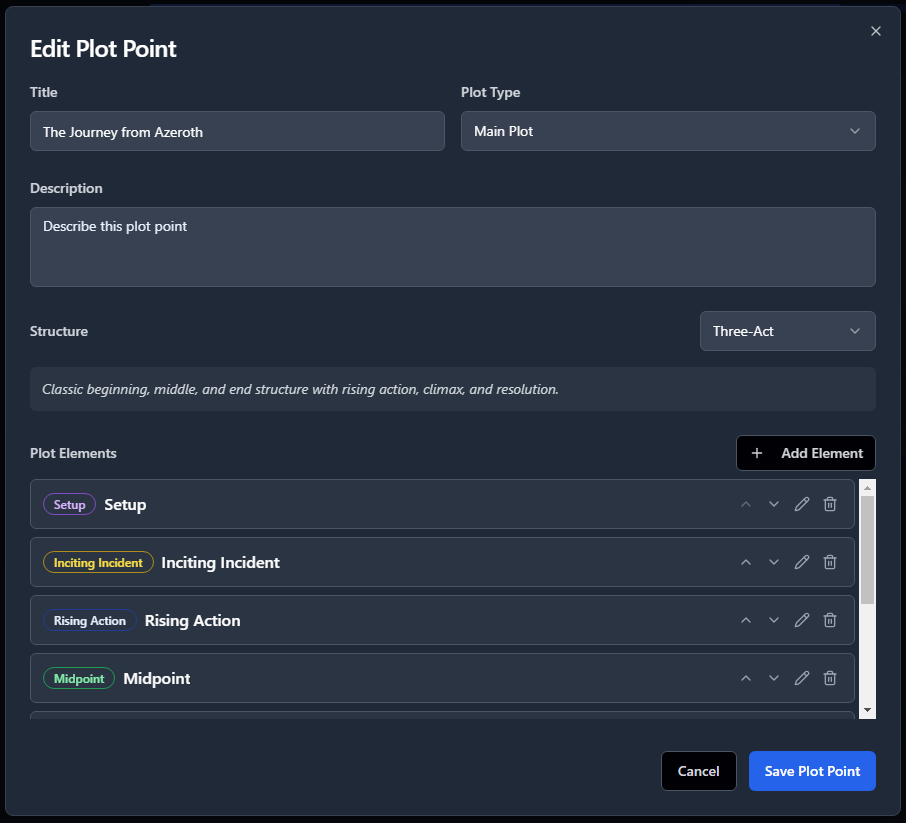 Edit Plot Point
Title
Plot Type
The Journey from Azeroth
Main Plot
Description
Describe this plot point
Structure
Three-Act
Classic beginning, middle, and end structure with rising action, climax, and resolution.
Plot Elements
Add Element
Setup Setup
Inciting Incident Inciting Incident
Rising Action Rising Action
Midpoint Midpoint
Cancel
Save Plot Point